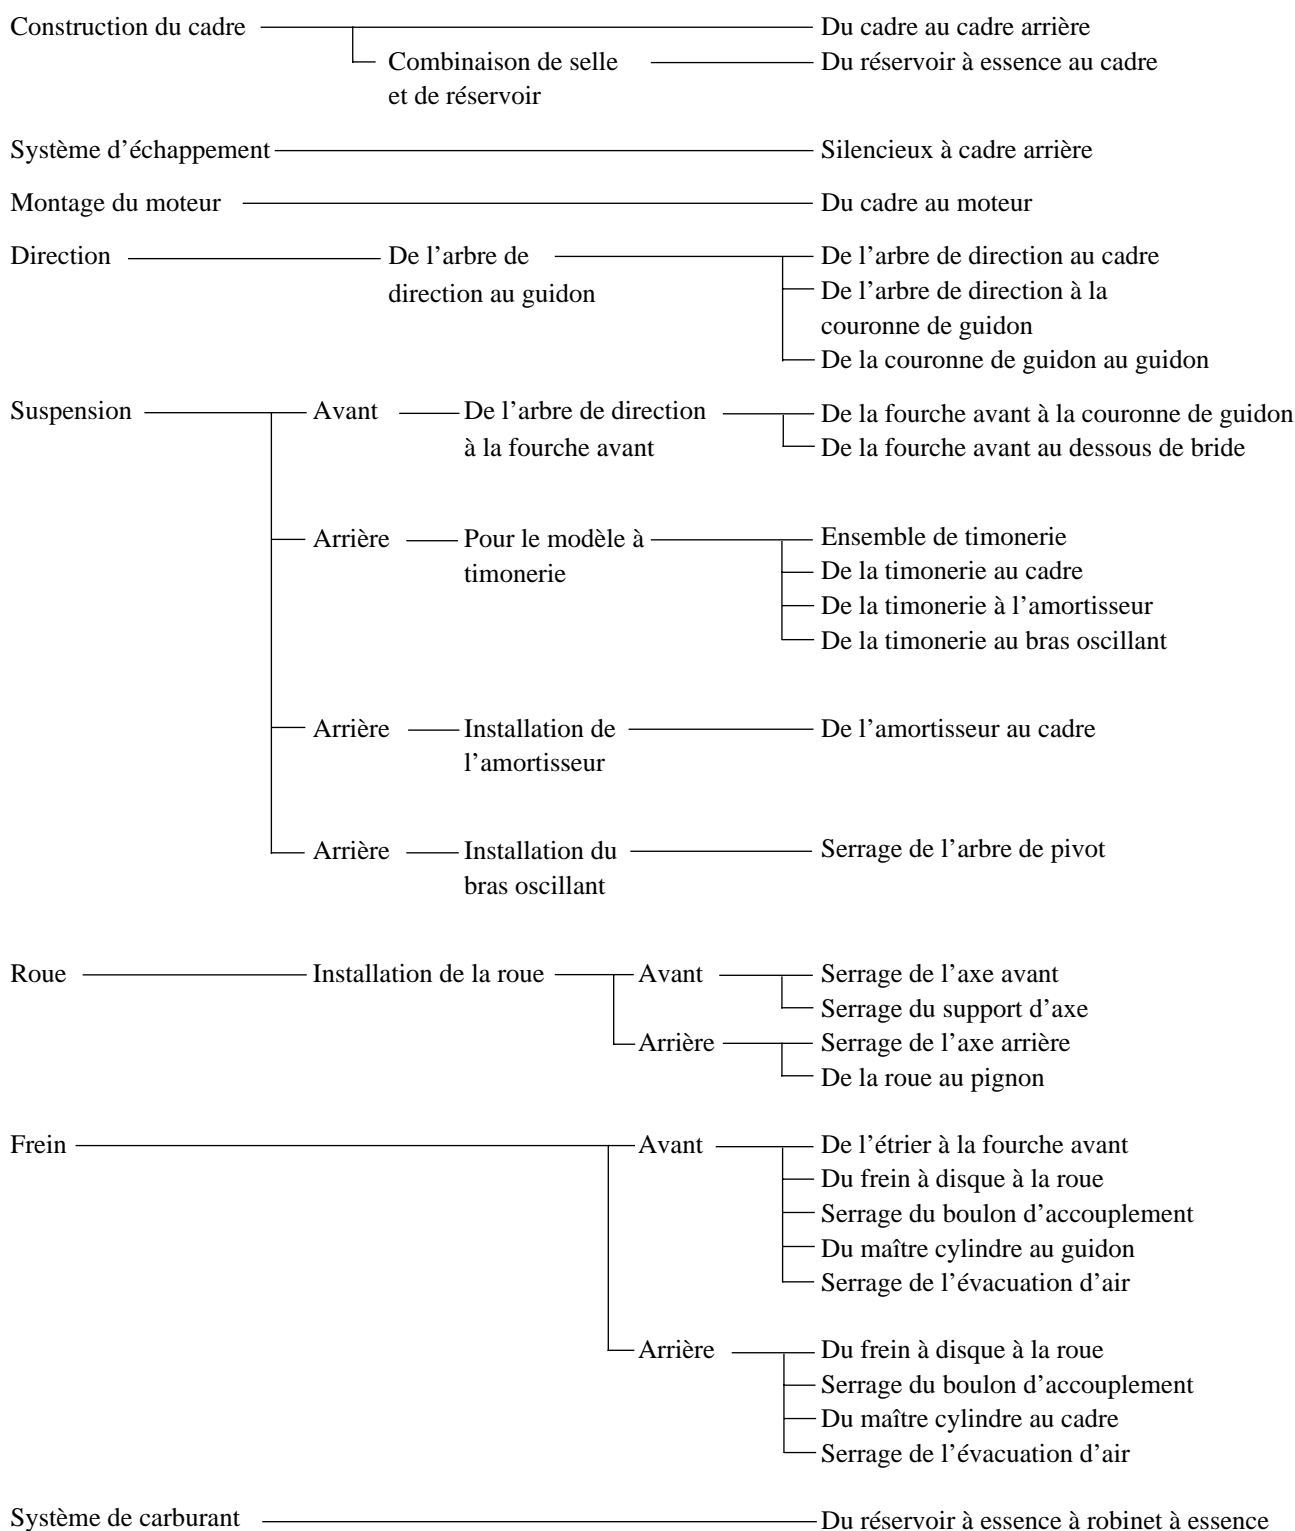 Construction du cadre Du cadre au cadre arrière
Combinaison de selle Du réservoir à essence au cadre
et de réservoir
Système d’échappement Silencieux à cadre arrière
Montage du moteur Du cadre au moteur
Direction De l’arbre de De l’arbre de direction au cadre
direction au guidon De l’arbre de direction à la
couronne de guidon
De la couronne de guidon au guidon
Suspension Avant De l’arbre de direction De la fourche avant à la couronne de guidon
à la fourche avant De la fourche avant au dessous de bride
Arrière Pour le modèle à Ensemble de timonerie
timonerie De la timonerie au cadre
De la timonerie à l’amortisseur
De la timonerie au bras oscillant
Arrière Installation de De l’amortisseur au cadre
l’amortisseur
Arrière Installation du Serrage de l’arbre de pivot
bras oscillant
Roue Installation de la roue Avant Serrage de l’axe avant
Serrage du support d’axe
Arrière Serrage de l’axe arrière
De la roue au pignon
Frein Avant De l’étrier à la fourche avant
Du frein à disque à la roue
Serrage du boulon d’accouplement
Du maître cylindre au guidon
Serrage de l’évacuation d’air
Arrière Du frein à disque à la roue
Serrage du boulon d’accouplement
Du maître cylindre au cadre
Serrage de l’évacuation d’air
Système de carburant Du réservoir à essence à robinet à essence